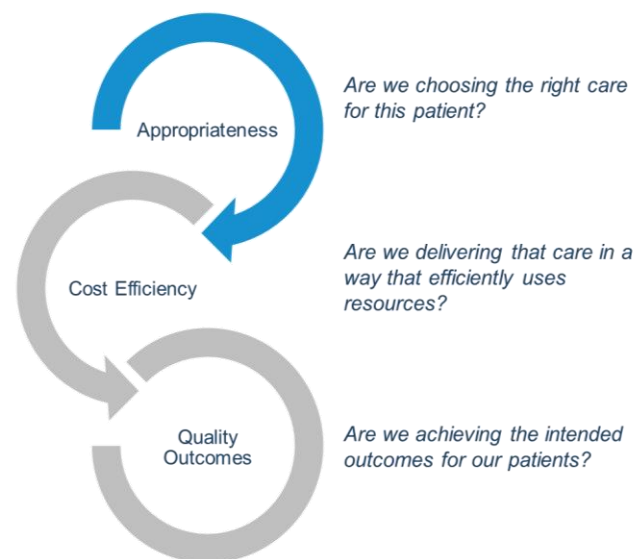 Appropriateness
Are we choosing the right care
for this patient?
Cost Efficiency
Are we delivering that care in a
way that efficiently uses
resources?
Quality
Outcomes
Are we achieving the intended
outcomes for our patients?